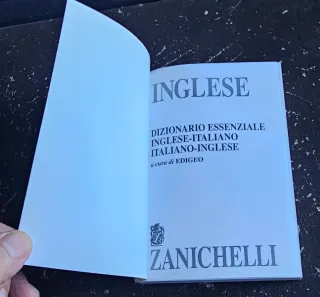 INGLESE
DIZIONARIO ESSENZIALE
INGLESE-ITALIANO
ITALIANO-INGLESE
a cura di EDIGEO
ZANICHELLI